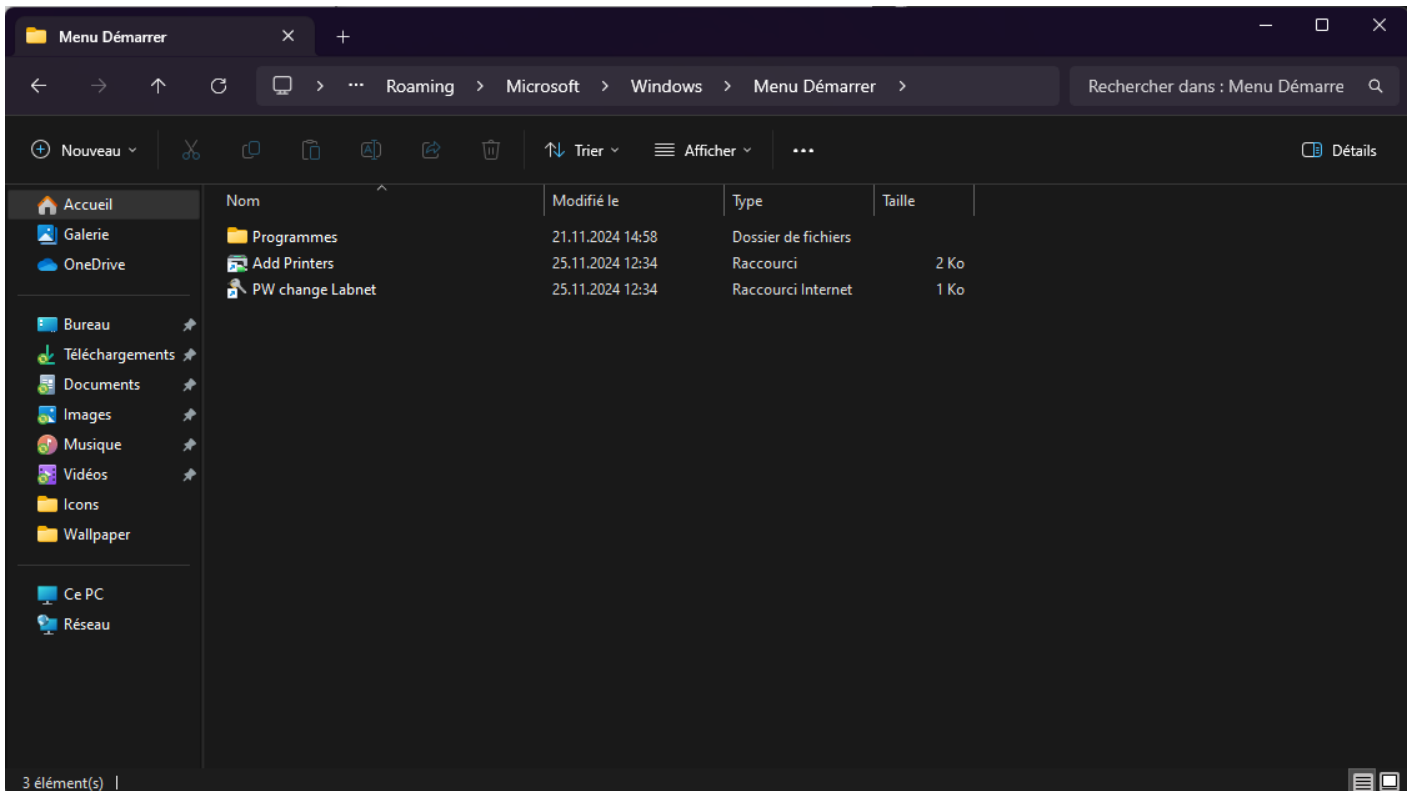 Menu Démarrer
Roaming > Microsoft > Windows > Menu Démarrer >
Rechercher dans : Menu Démarre
Nouveau
Trier
Afficher
Détails
Accueil
Galerie
OneDrive
Bureau
Téléchargements
Documents
Images
Musique
Vidéos
Icons
Wallpaper
Ce PC
Réseau
Nom Modifié le Type Taille
Programmes 21.11.2024 14:58 Dossier de fichiers
Add Printers 25.11.2024 12:34 Raccourci 2 Ko
PW change Labnet 25.11.2024 12:34 Raccourci Internet 1 Ko
3 élément(s)